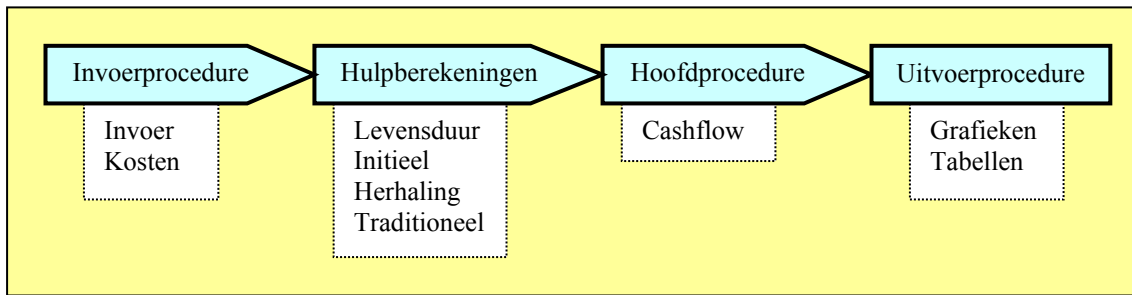 Invoerprocedure
Invoer
Kosten
Hulpberekeningen
Levensduur
Initieel
Herhaling
Traditioneel
Hoofdprocedure
Cashflow
Uitvoerprocedure
Grafieken
Tabellen